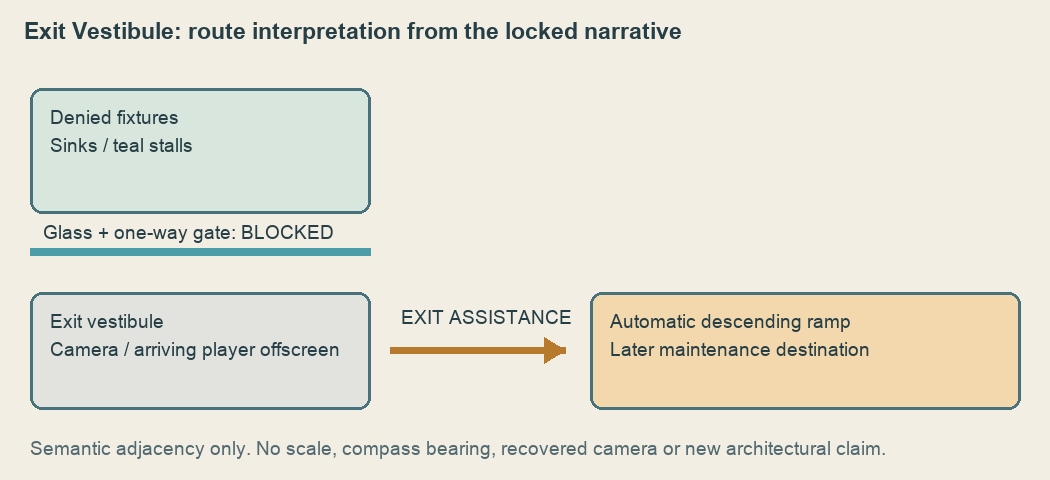 Exit Vestibule: route interpretation from the locked narrative
Denied fixtures
Sinks / teal stalls
Glass + one-way gate: BLOCKED
Exit vestibule
Camera / arriving player offscreen
EXIT ASSISTANCE
Automatic descending ramp
Later maintenance destination
Semantic adjacency only. No scale, compass bearing, recovered camera or new architectural claim.